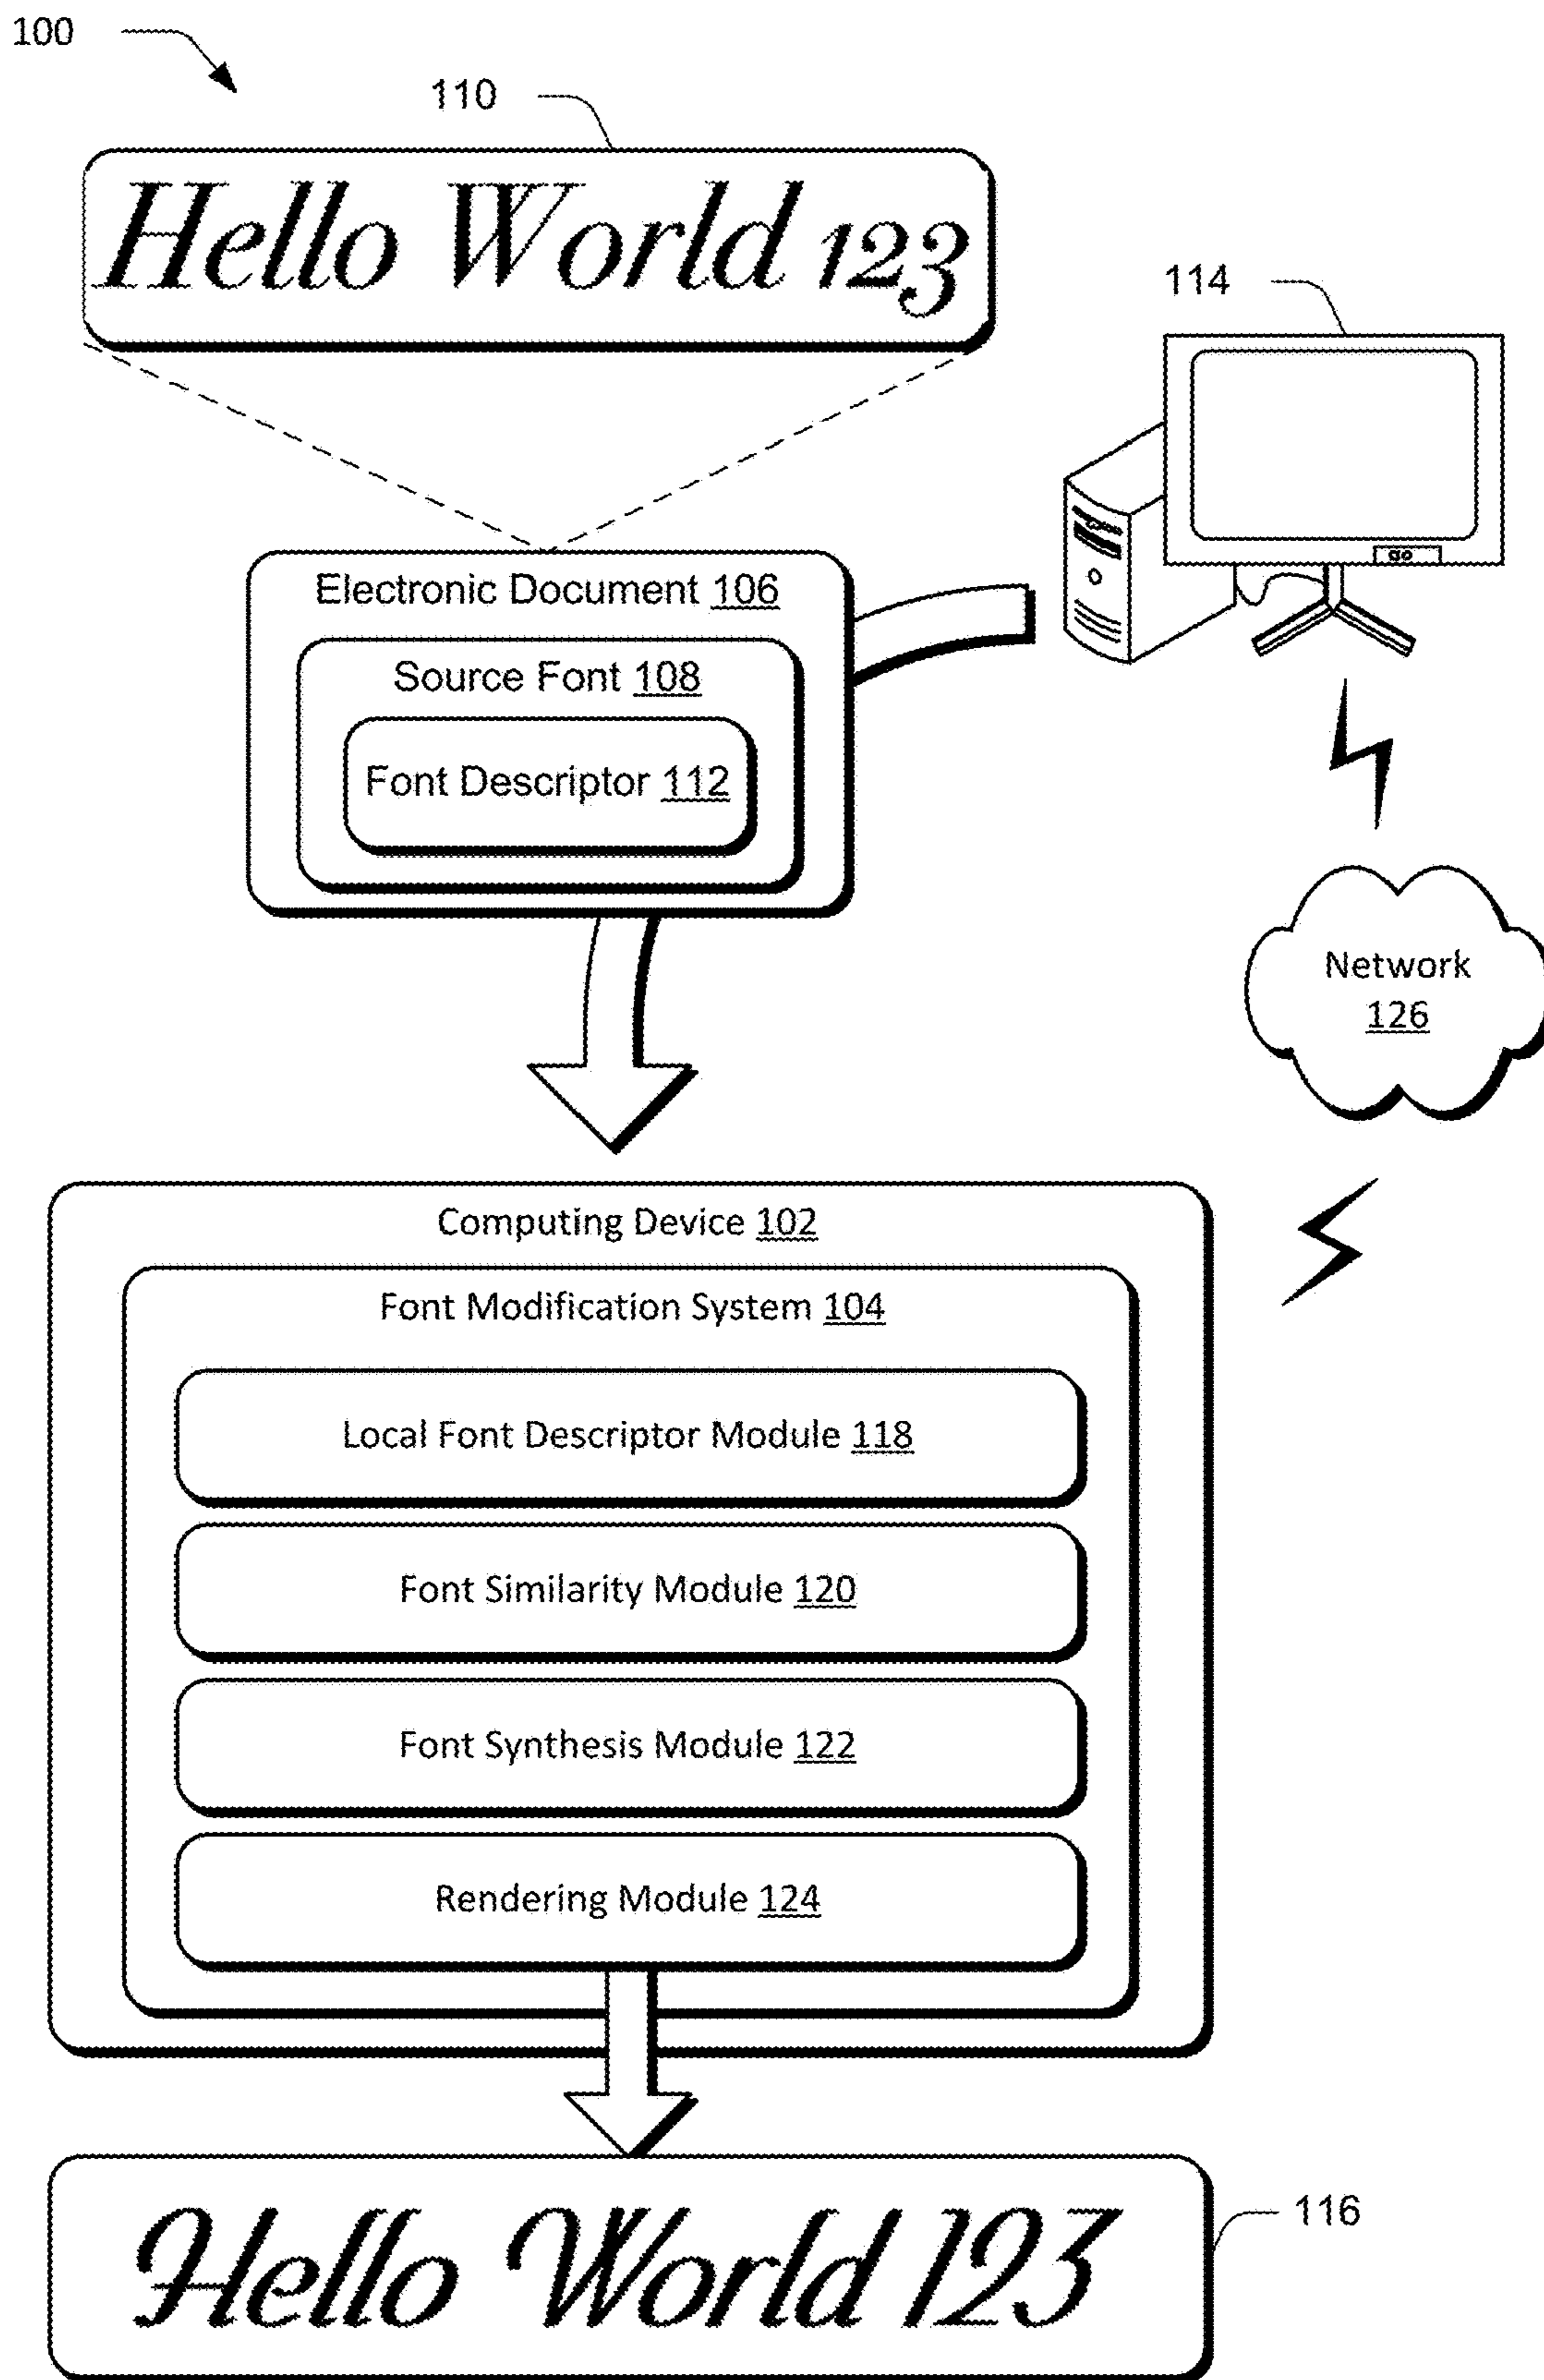 100
110
Hello World 123
114
Electronic Document 106
Source Font 108
Font Descriptor 112
Network
126
Computing Device 102
Font Modification System 104
Local Font Descriptor Module 118
Font Similarity Module 120
Font Synthesis Module 122
Rendering Module 124
Hello World 123
116